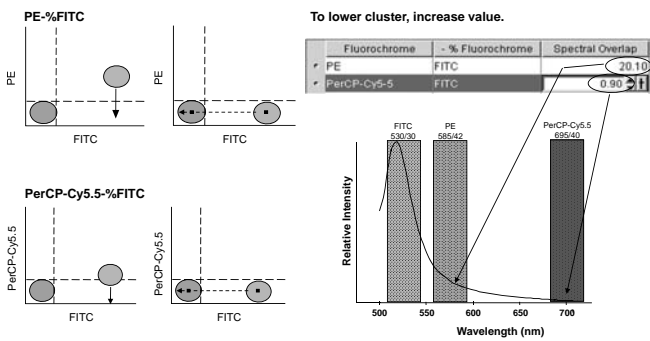 PE-%FITC
PE
FITC
PE
FITC
PerCP-Cy5.5-%FITC
PerCP-Cy5.5
FITC
PerCP-Cy5.5
FITC
To lower cluster, increase value.
Fluorochrome - % Fluorochrome Spectral Overlap
PE FITC 20.10
PerCP-Cy5-5 FITC 0.90
FITC
530/30
PE
585/42
PerCP-Cy5.5
695/40
Relative Intensity
500 550 600 650 700
Wavelength (nm)